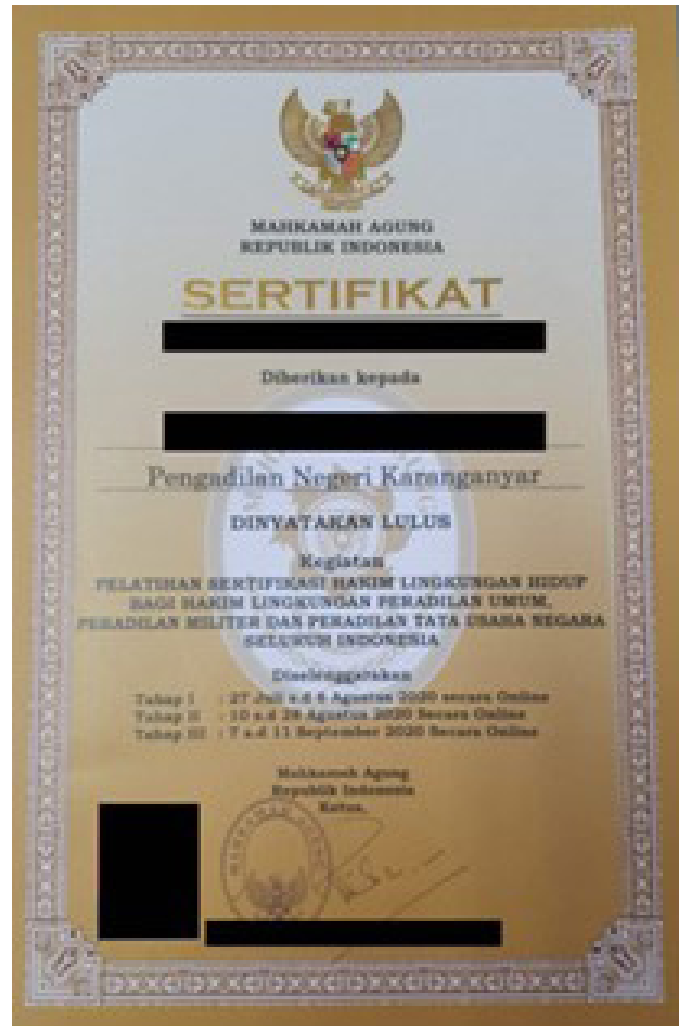 MAHKAMAH AGUNG
REPUBLIK INDONESIA
SERTIFIKAT
Diberikan kepada
Pengadilan Negeri Karanganyar
DINYATAKAN LULUS
Kegiatan
PELATIHAN SERTIFIKASI HAKIM LINGKUNGAN HIDUP
BAGI HAKIM LINGKUNGAN PERADILAN UMUM,
PERADILAN MILITER DAN PERADILAN TATA USAHA NEGARA
SELURUH INDONESIA
Diselenggarakan
Tahap I : 27 Juli s.d 6 Agustus 2020 secara Online
Tahap II : 10 s.d 28 Agustus 2020 Secara Online
Tahap III : 7 s.d 11 September 2020 Secara Online
Mahkamah Agung
Republik Indonesia
Ketua,
MAHKAMAH AGUNG